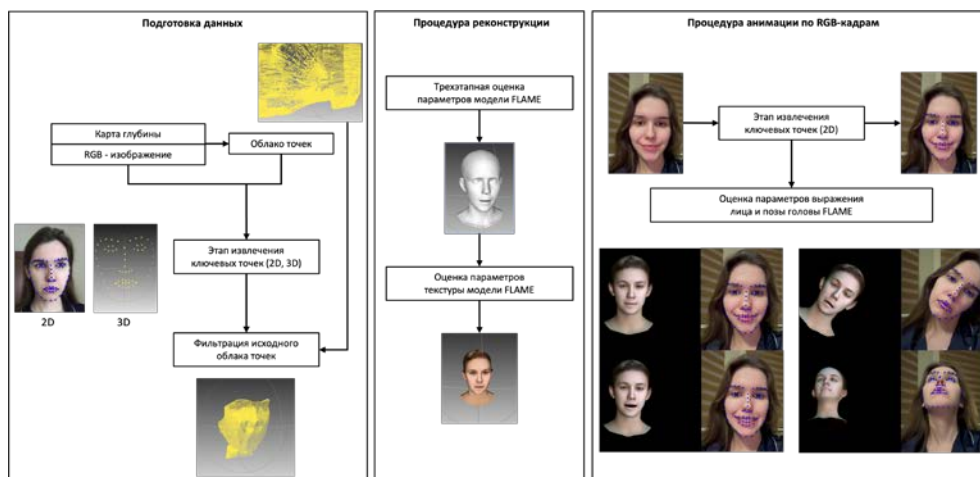 Подготовка данных
Карта глубины
RGB - изображение
Облако точек
Этап извлечения
ключевых точек (2D, 3D)
2D
3D
Фильтрация исходного
облака точек
Процедура реконструкции
Трехэтапная оценка
параметров модели FLAME
Оценка параметров
текстуры модели FLAME
Процедура анимации по RGB-кадрам
Этап извлечения
ключевых точек (2D)
Оценка параметров выражения
лица и позы головы FLAME